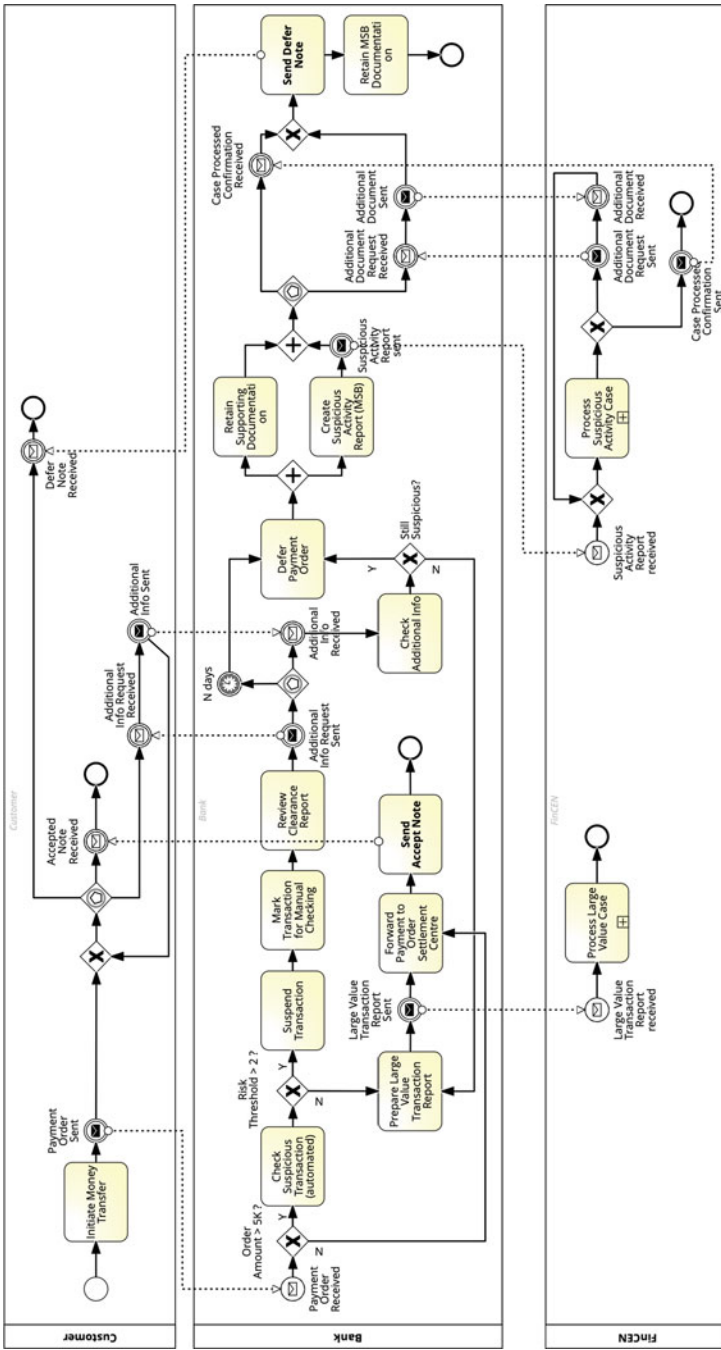 Customer
Customer
Initiate Money
Transfer
Payment
Order
Sent
Accepted
Note
Received
Additional
Info Request
Received
Additional
Info Sent
Defer
Note
Received
Bank
Bank
Payment
Order
Received
Order
Amount > 5K ?
Y
N
Check
Suspicious
Transaction
(automated)
Risk
Threshold > 2 ?
Y
N
Suspend
Transaction
Mark
Transaction
for Manual
Checking
Review
Clearance
Report
Additional
Info Request
Sent
N days
Additional
Info
Received
Check
Additional Info
Still
Suspicious?
Y
N
Defer
Payment
Order
Prepare Large
Value
Transaction
Report
Large Value
Transaction
Report
Sent
Forward
Payment to
Order
Settlement
Centre
Send
Accept Note
Retain
Supporting
Documentati
on
Create
Suspicious
Activity
Report (MSB)
Suspicious
Activity
Report
sent
Case Processed
Confirmation
Received
Additional
Document
Request
Received
Additional
Document
Sent
Send Defer
Note
Retain MSB
Documentati
on
FinCEN
FinCEN
Large Value
Transaction
Report
received
Process Large
Value Case
Suspicious
Activity
Report
received
Process
Suspicious
Activity Case
Additional
Document
Request
Sent
Additional
Document
Received
Case Processed
Confirmation
Sent